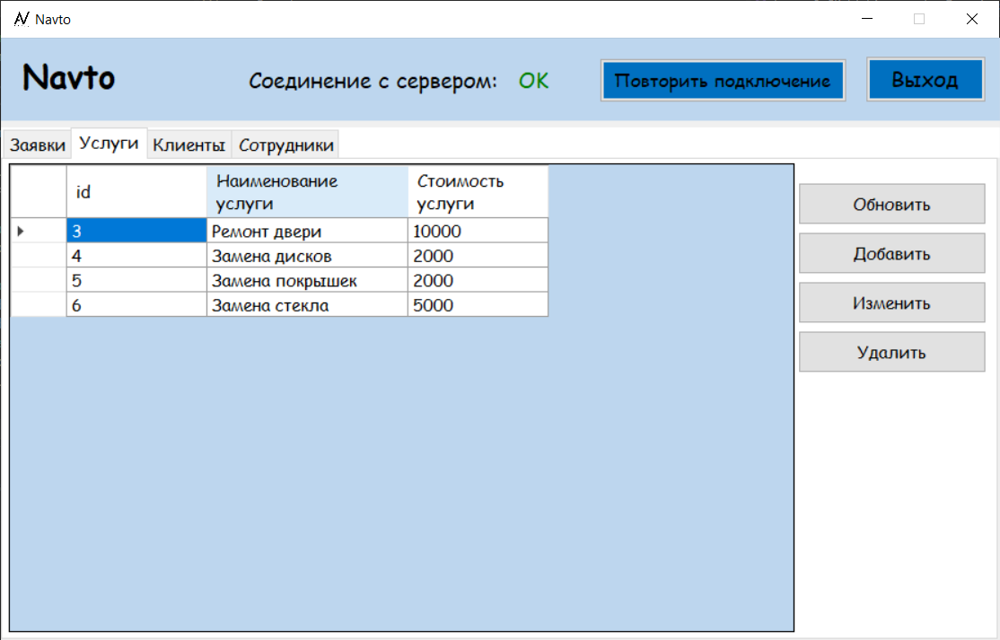 Navto
Navto
Соединение с сервером: OK
Повторить подключение
Выход
Заявки Услуги Клиенты Сотрудники
id Наименование услуги Стоимость услуги
3 Ремонт двери 10000
4 Замена дисков 2000
5 Замена покрышек 2000
6 Замена стекла 5000
Обновить
Добавить
Изменить
Удалить